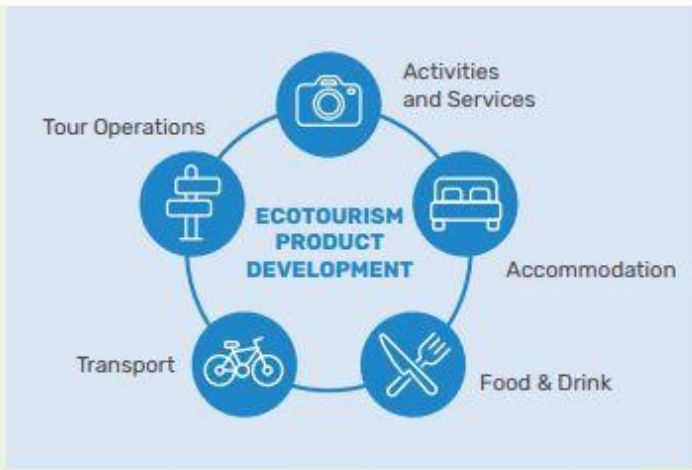 Activities
and Services
Tour Operations
ECOTOURISM
PRODUCT
DEVELOPMENT
Accommodation
Transport
Food & Drink